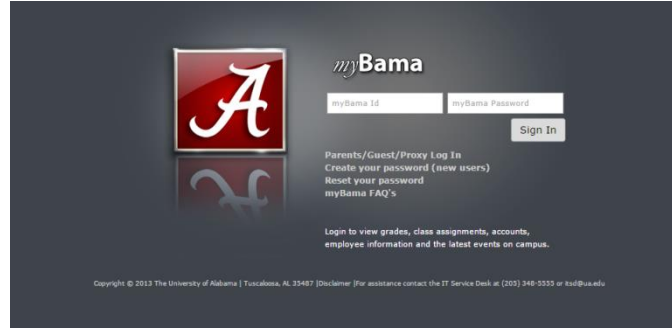 A
myBama
myBama Id myBama Password
Sign In
Parents/Guest/Proxy Log In
Create your password (new users)
Reset your password
myBama FAQ's
Login to view grades, class assignments, accounts,
employee information and the latest events on campus.
Copyright © 2013 The University of Alabama | Tuscaloosa, AL 35487 |Disclaimer |For assistance contact the IT Service Desk at (205) 348-5555 or itsd@ua.edu